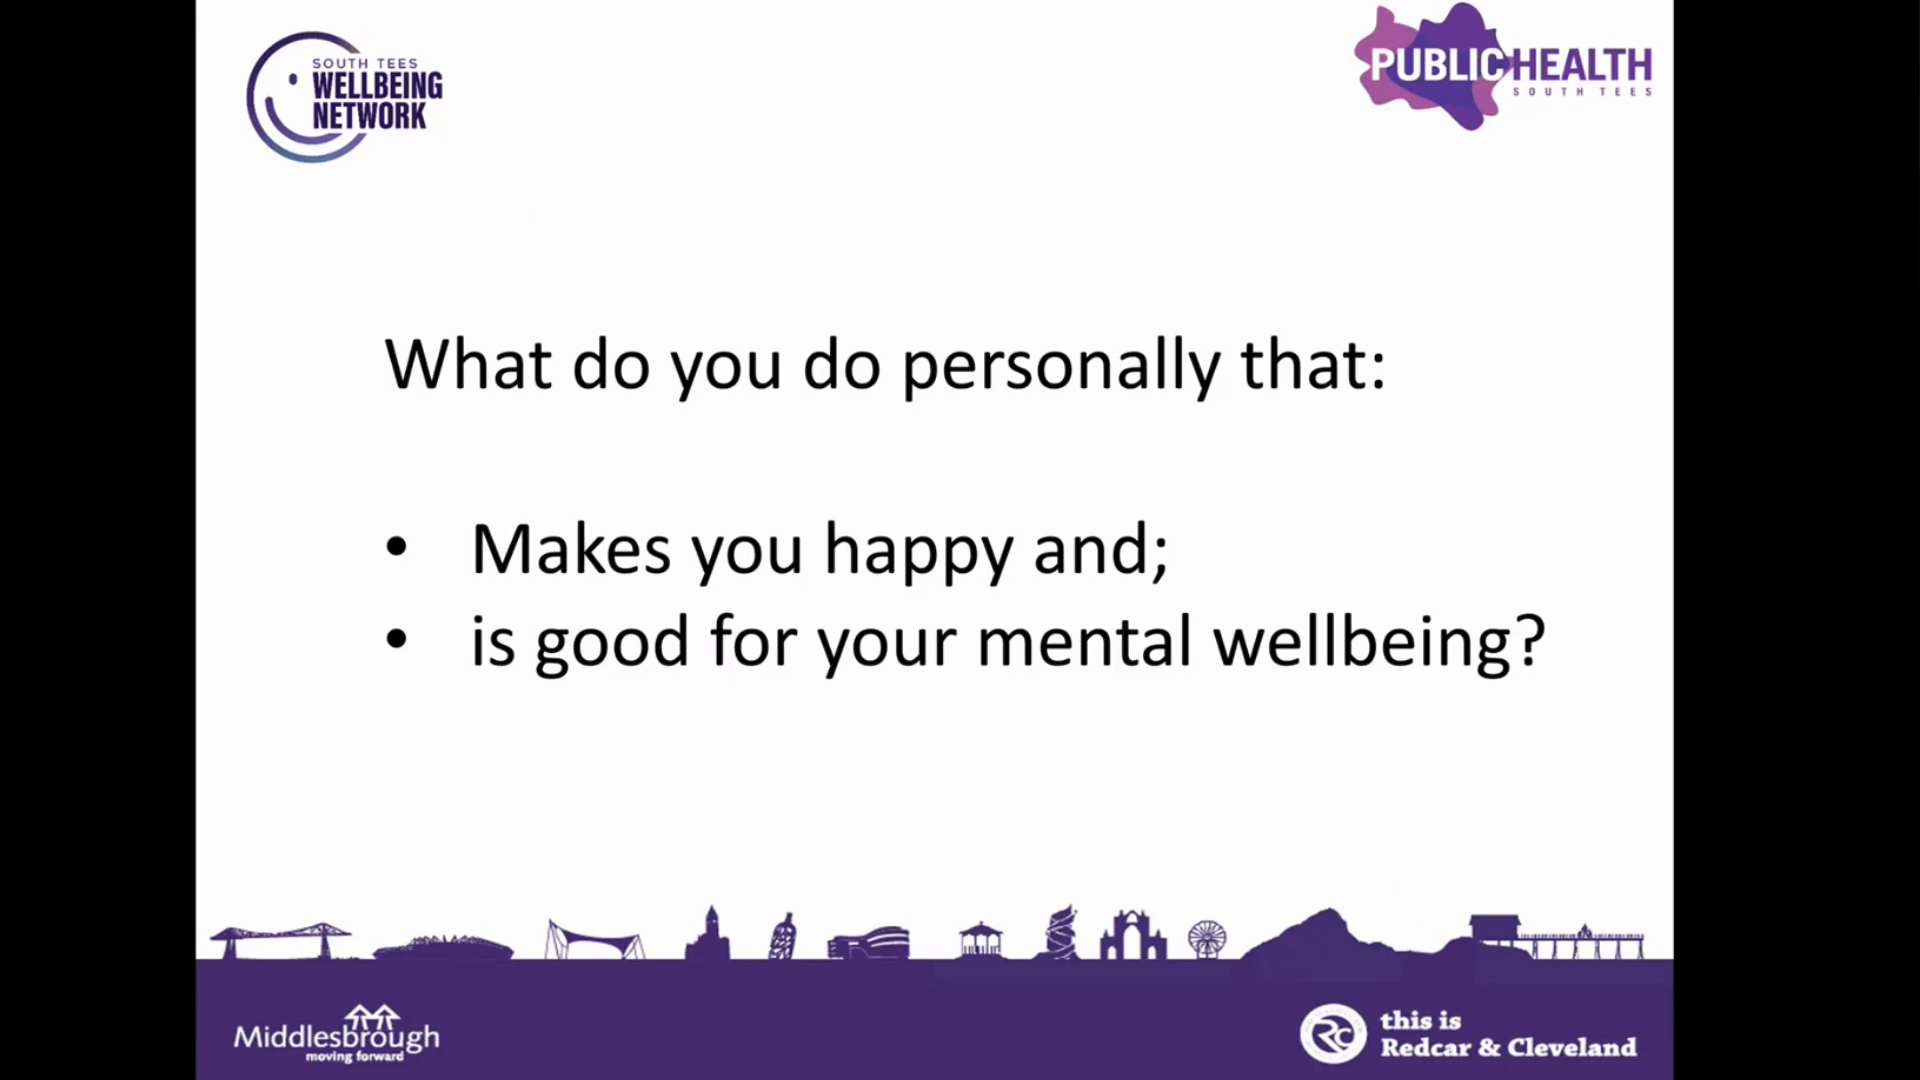 SOUTH TEES
WELLBEING
NETWORK
PUBLIC HEALTH
SOUTH TEES
What do you do personally that:
• Makes you happy and;
• is good for your mental wellbeing?
Middlesbrough
moving forward
RC
this is
Redcar & Cleveland